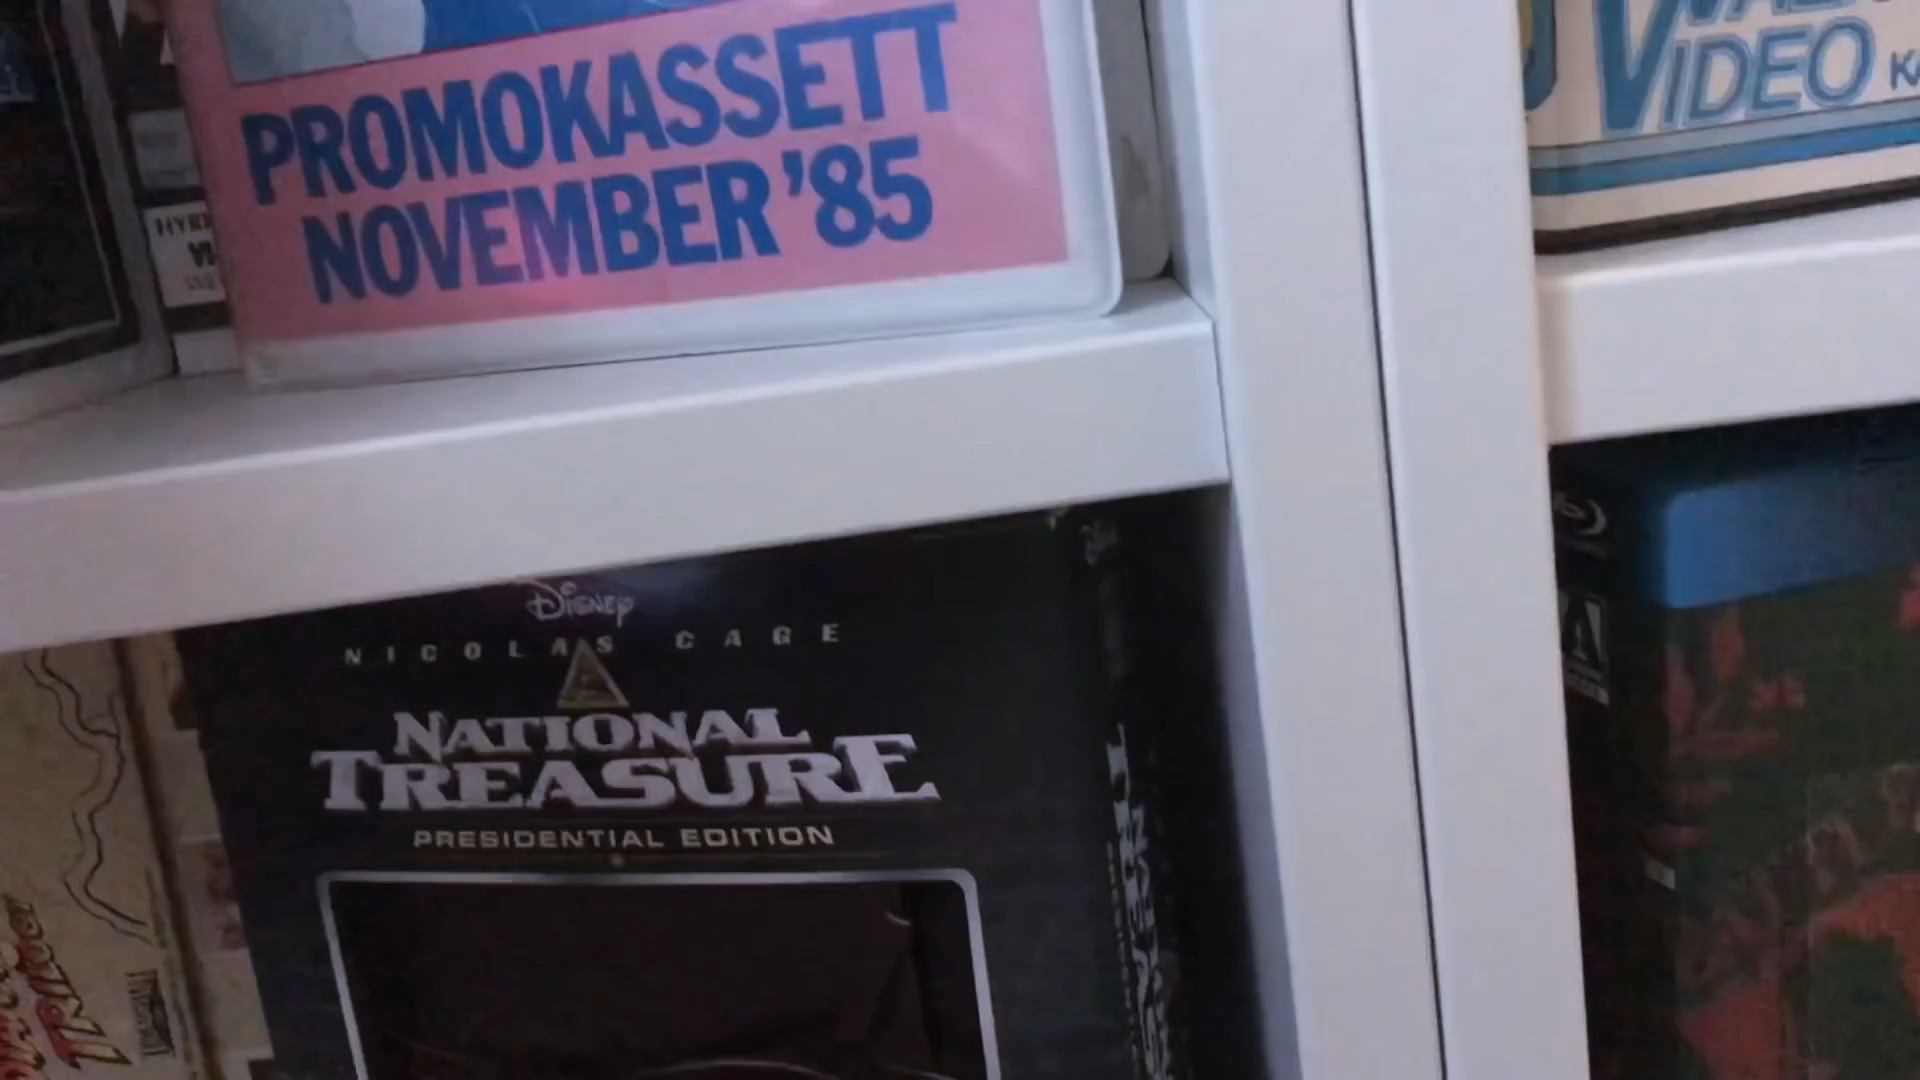 PROMOKASSETT
NOVEMBER '85
VIDEO
Disney
NICOLAS CAGE
NATIONAL
TREASURE
PRESIDENTIAL EDITION